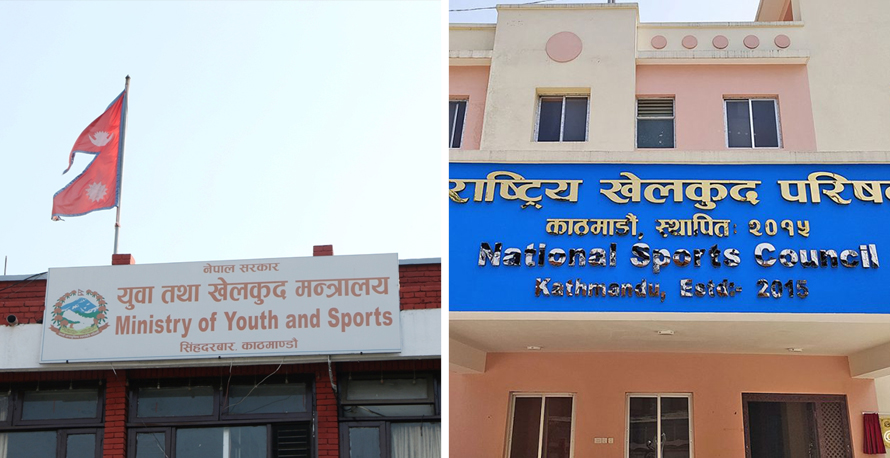 नेपाल सरकार
युवा तथा खेलकुद मन्त्रालय
Ministry of Youth and Sports
सिंहदरबार, काठमाण्डौ
राष्ट्रिय खेलकुद परिषद
काठमाडौं, स्थापितः २०१५
National Sports Council
Kathmandu, Estd:- 2015